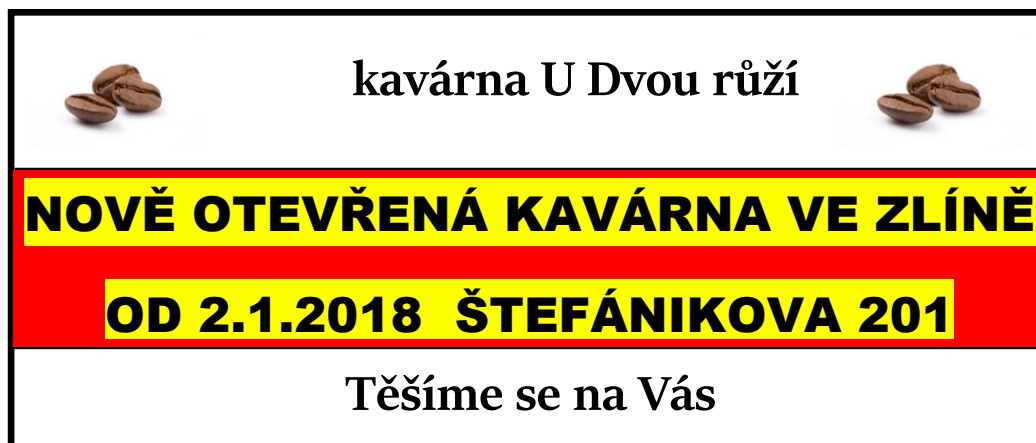 kavárna U Dvou růží
NOVĚ OTEVŘENÁ KAVÁRNA VE ZLÍNĚ
OD 2.1.2018  ŠTEFÁNIKOVA 201
Těšíme se na Vás